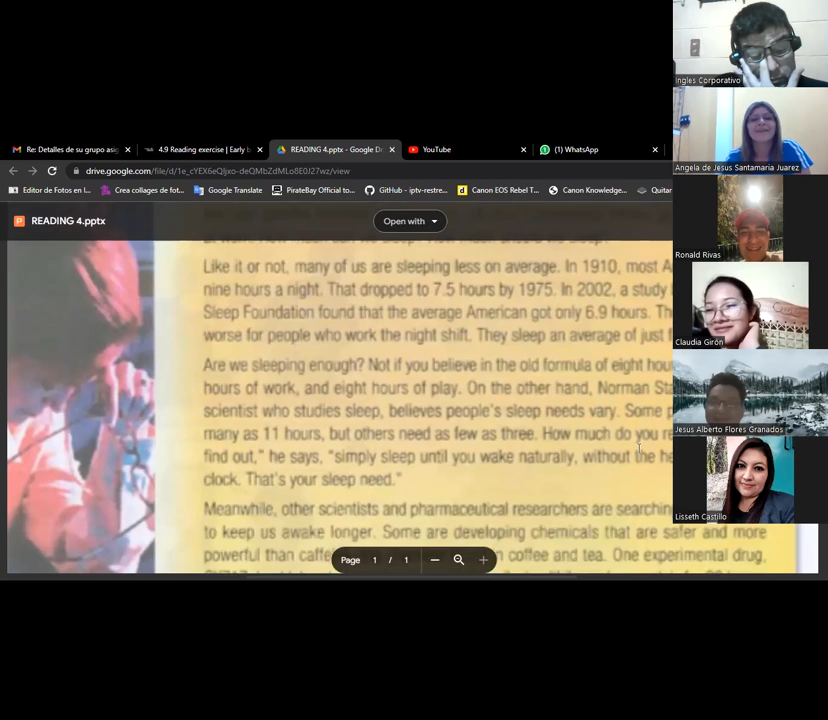 Re: Detalles de su grupo asig
4.9 Reading exercise | Early b
READING 4.pptx - Google Dri
YouTube
(1) WhatsApp
drive.google.com/file/d/1e_cYEX6eQljxo-deQMbZdMLo8E0J27wz/view
Editor de Fotos en l...
Crea collages de fot...
Google Translate
PirateBay Official to...
GitHub - iptv-restre...
Canon EOS Rebel T...
Canon Knowledge...
Quitar
READING 4.pptx
Open with
Like it or not, many of us are sleeping less on average. In 1910, most A
nine hours a night. That dropped to 7.5 hours by 1975. In 2002, a study
Sleep Foundation found that the average American got only 6.9 hours. Th
worse for people who work the night shift. They sleep an average of just f
Are we sleeping enough? Not if you believe in the old formula of eight hou
hours of work, and eight hours of play. On the other hand, Norman Sta
scientist who studies sleep, believes people's sleep needs vary. Some p
many as 11 hours, but others need as few as three. How much do you re
find out," he says, "simply sleep until you wake naturally, without the he
clock. That's your sleep need."
Meanwhile, other scientists and pharmaceutical researchers are searchin
to keep us awake longer. Some are developing chemicals that are safer and more
powerful than caffe n coffee and tea. One experimental drug,
Page 1 / 1
Ingles Corporativo
Angela de Jesus Santamaria Juarez
Ronald Rivas
Claudia Girón
Jesus Alberto Flores Granados
Lisseth Castillo